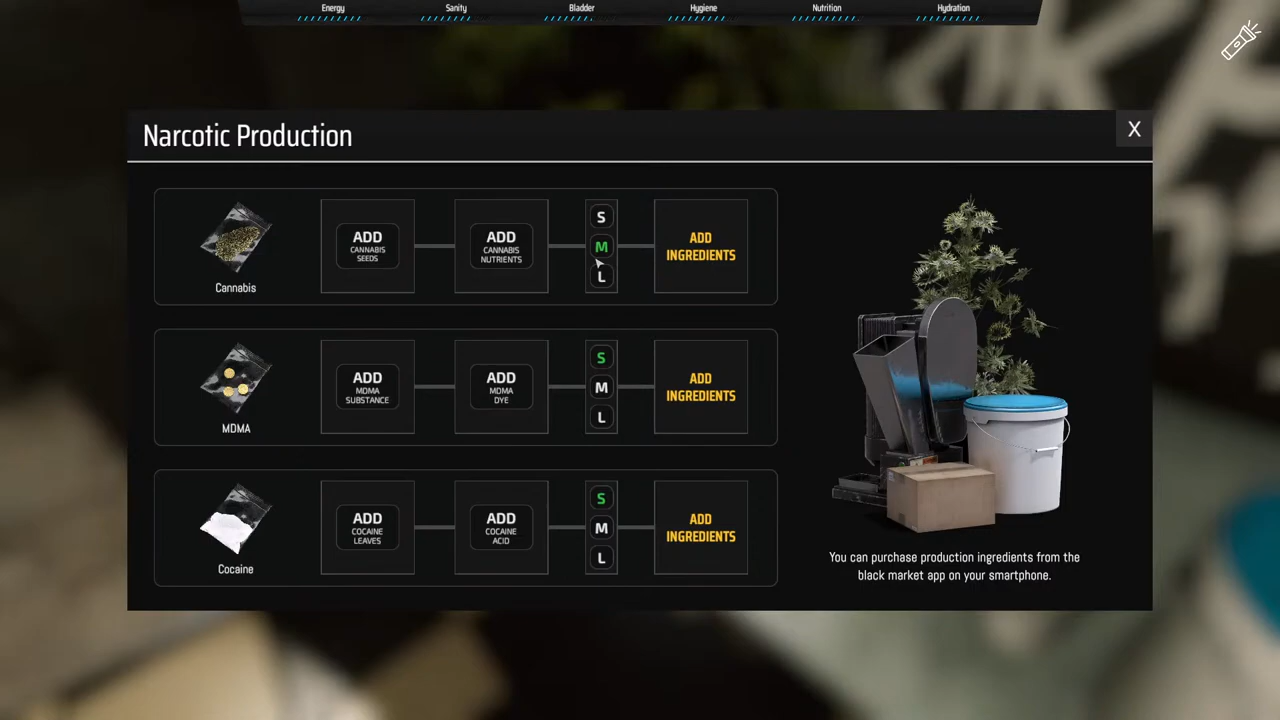 Energy
Sanity
Bladder
Hygiene
Nutrition
Hydration
Narcotic Production
X
Cannabis
ADD
CANNABIS
SEEDS
ADD
CANNABIS
NUTRIENTS
S
M
L
ADD
INGREDIENTS
MDMA
ADD
MDMA
SUBSTANCE
ADD
MDMA
DYE
S
M
L
ADD
INGREDIENTS
Cocaine
ADD
COCAINE
LEAVES
ADD
COCAINE
ACID
S
M
L
ADD
INGREDIENTS
You can purchase production ingredients from the
black market app on your smartphone.